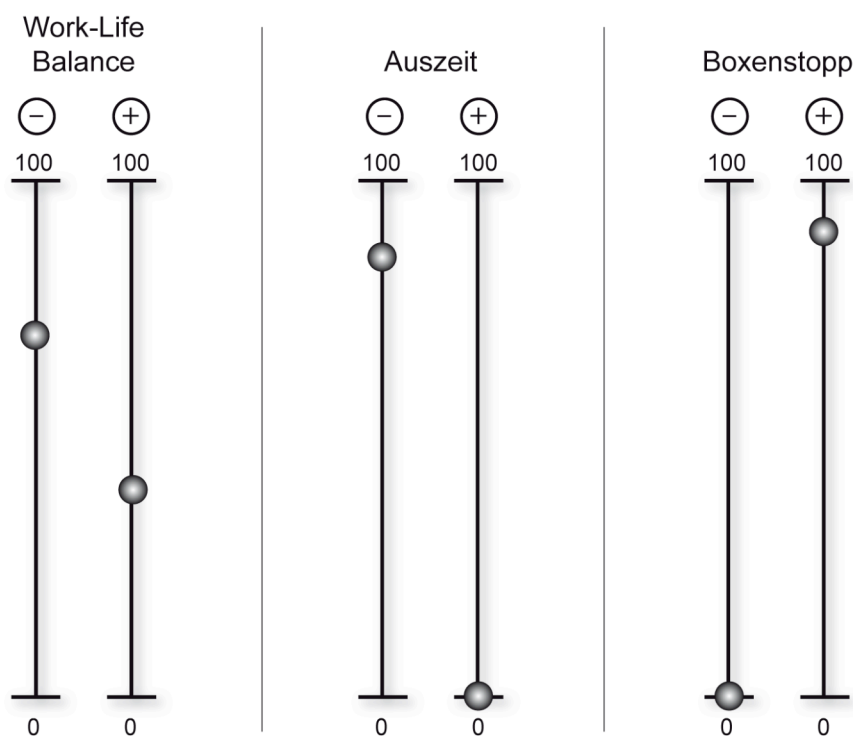 Work-Life
Balance
Auszeit
Boxenstopp
− + − + − +
100 100 100 100 100 100
0 0 0 0 0 0